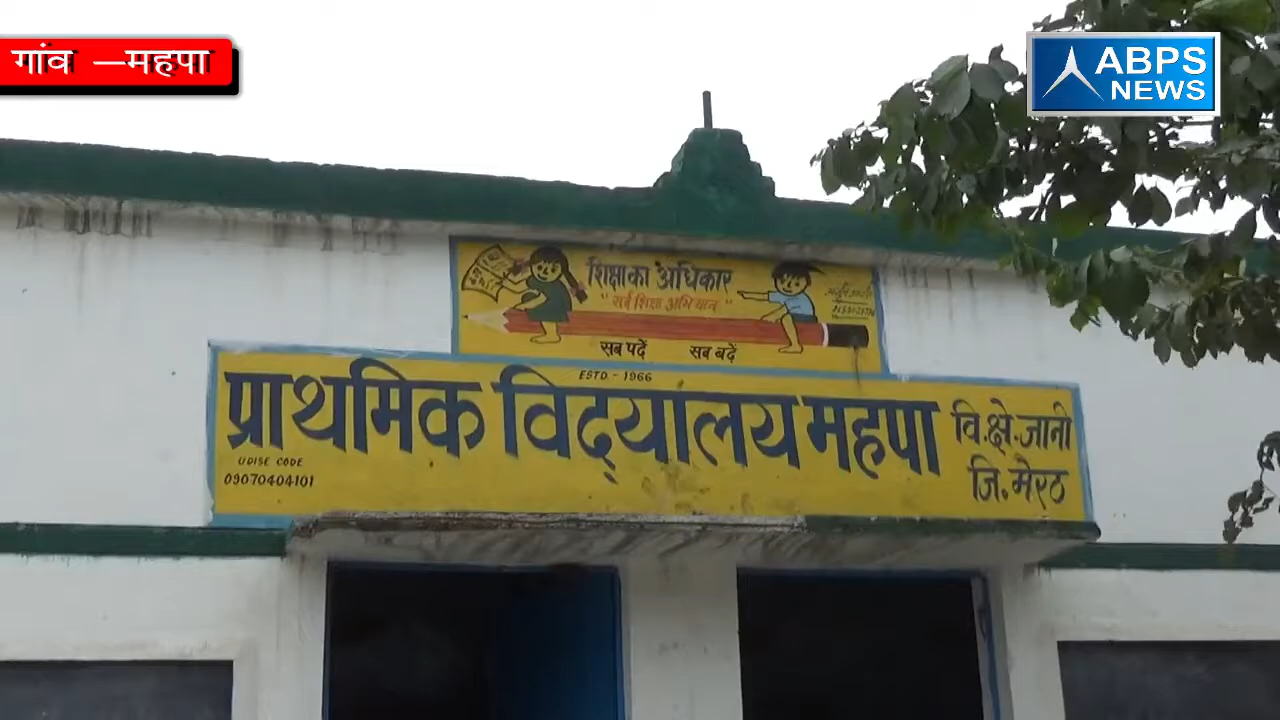 गांव –महपा
ABPS
NEWS
शिक्षा का अधिकार
"सर्व शिक्षा अभियान"
सब पढ़ें सब बढ़ें
ESTD.- 1966
प्राथमिक विद्यालय महपा
वि.क्षे.जानी
जि.मेरठ
UDISE CODE
09070404101